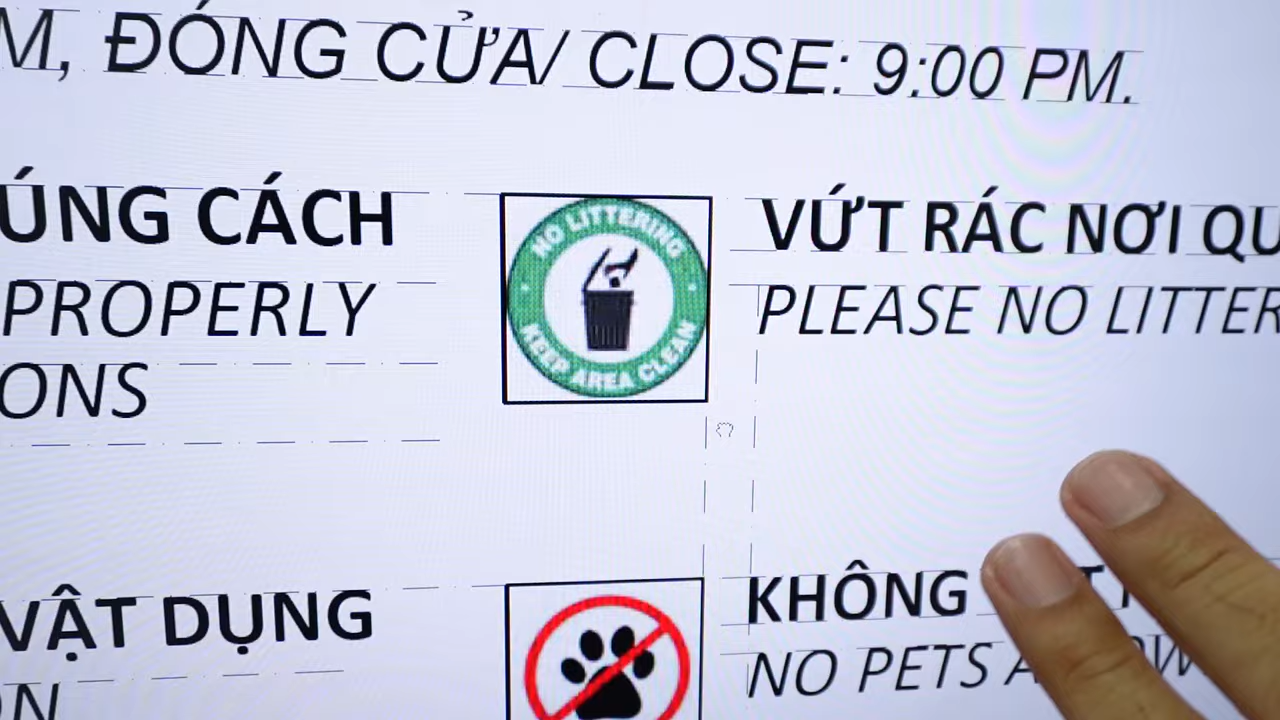 M, ĐÓNG CỬA/ CLOSE: 9:00 PM.
ÚNG CÁCH
PROPERLY
ONS
NO LITTERING
KEEP AREA CLEAN
VỨT RÁC NƠI QU
PLEASE NO LITTER
VẬT DỤNG
ON
KHÔNG
NO PETS